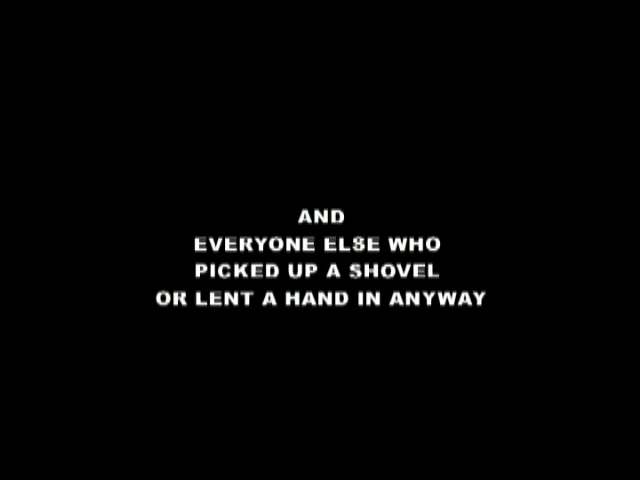 AND
EVERYONE ELSE WHO
PICKED UP A SHOVEL
OR LENT A HAND IN ANYWAY